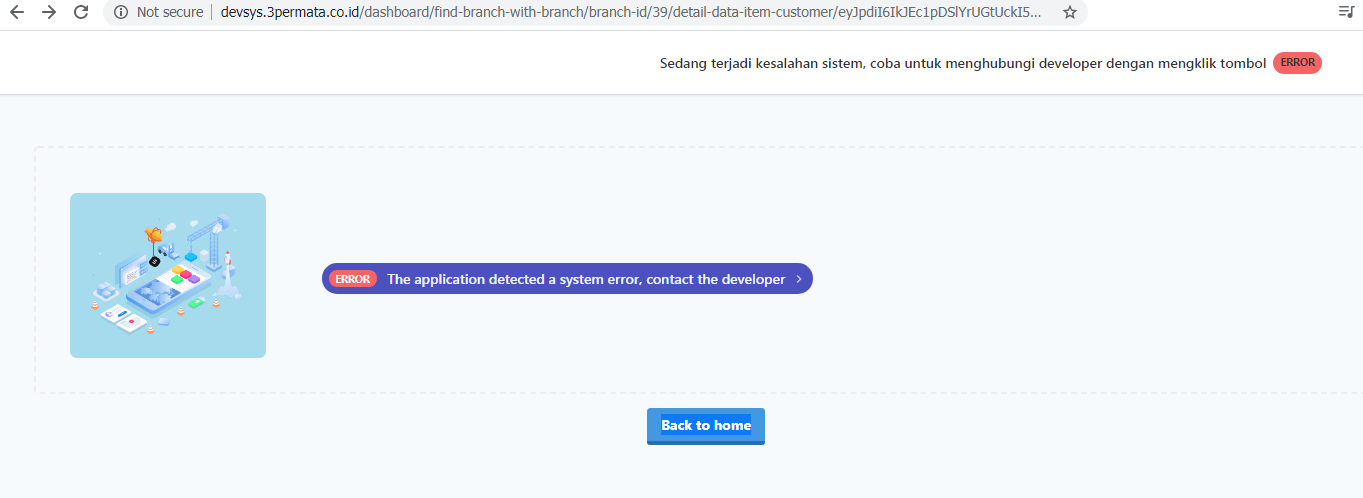 Not secure | devsys.3permata.co.id/dashboard/find-branch-with-branch/branch-id/39/detail-data-item-customer/eyJpdiI6IkJEc1pDSlYrUGtUckI5...
Sedang terjadi kesalahan sistem, coba untuk menghubungi developer dengan mengklik tombol ERROR
ERROR The application detected a system error, contact the developer
Back to home